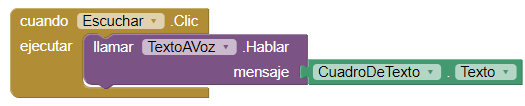 cuando Escuchar .Clic
ejecutar llamar TextoAVoz .Hablar
mensaje CuadroDeTexto . Texto